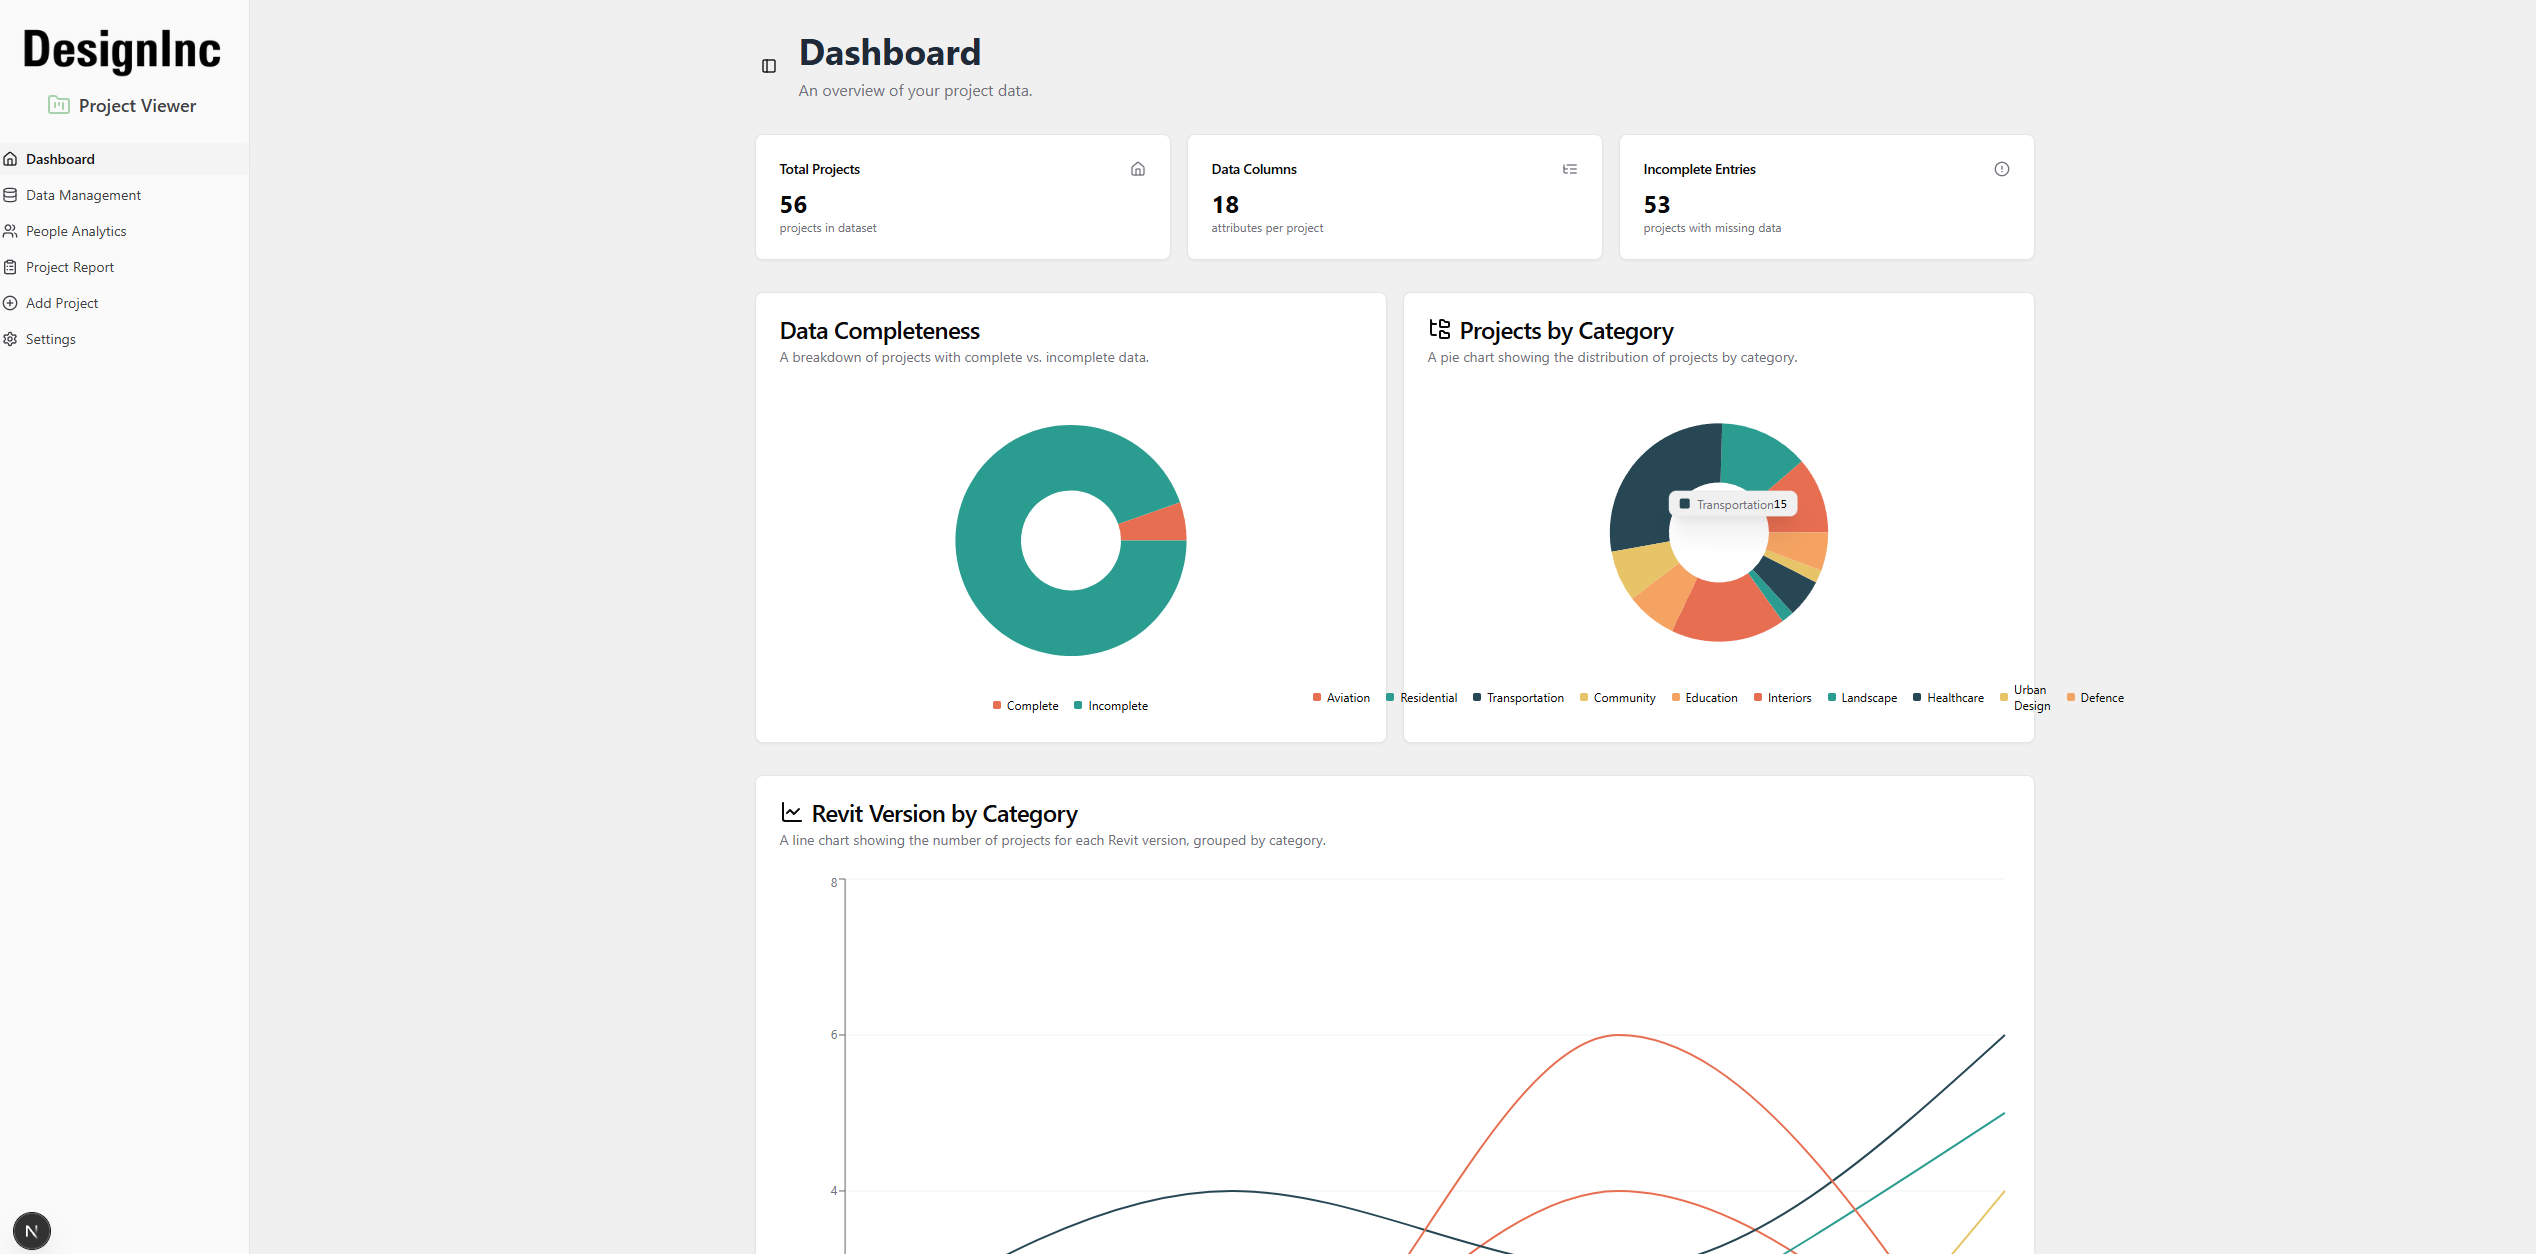 DesignInc
Project Viewer
Dashboard
Data Management
People Analytics
Project Report
Add Project
Settings
N
Dashboard
An overview of your project data.
Total Projects
56
projects in dataset
Data Columns
18
attributes per project
Incomplete Entries
53
projects with missing data
Data Completeness
A breakdown of projects with complete vs. incomplete data.
Complete
Incomplete
Projects by Category
A pie chart showing the distribution of projects by category.
Transportation15
Aviation
Residential
Transportation
Community
Education
Interiors
Landscape
Healthcare
Urban
Design
Defence
Revit Version by Category
A line chart showing the number of projects for each Revit version, grouped by category.
8
6
4